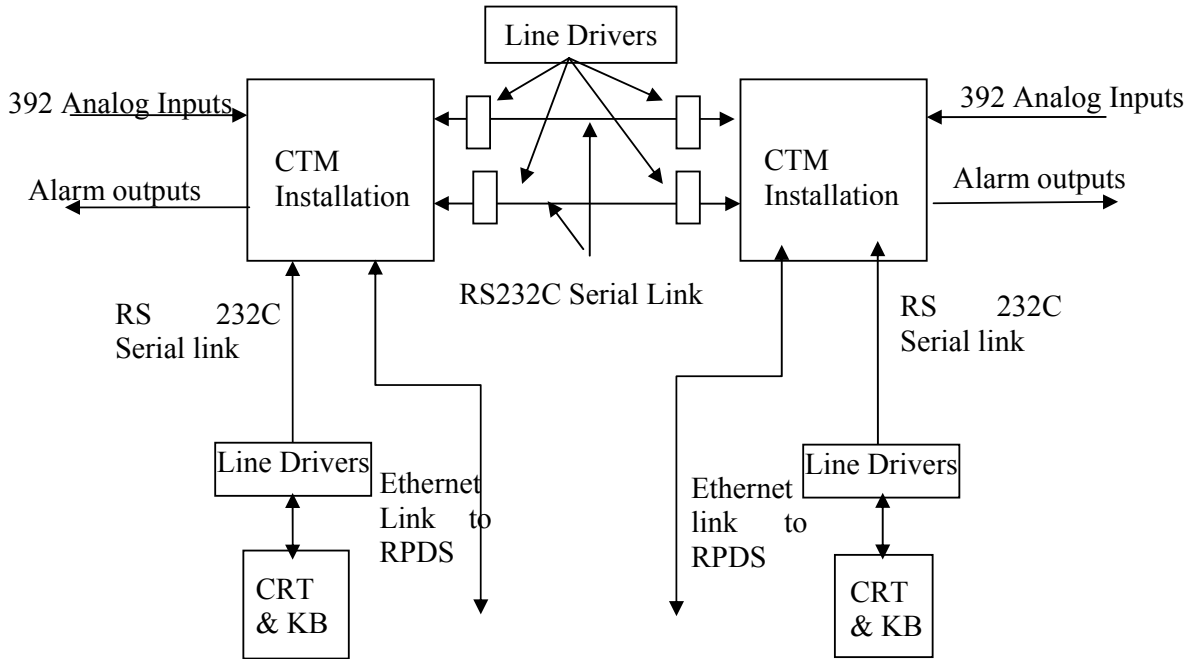 Line Drivers
392 Analog Inputs
392 Analog Inputs
CTM
Installation
CTM
Installation
Alarm outputs
Alarm outputs
RS232C Serial Link
RS 232C
Serial link
RS 232C
Serial link
Line Drivers
Line Drivers
Ethernet
Link to
RPDS
Ethernet
link to
RPDS
CRT
& KB
CRT
& KB